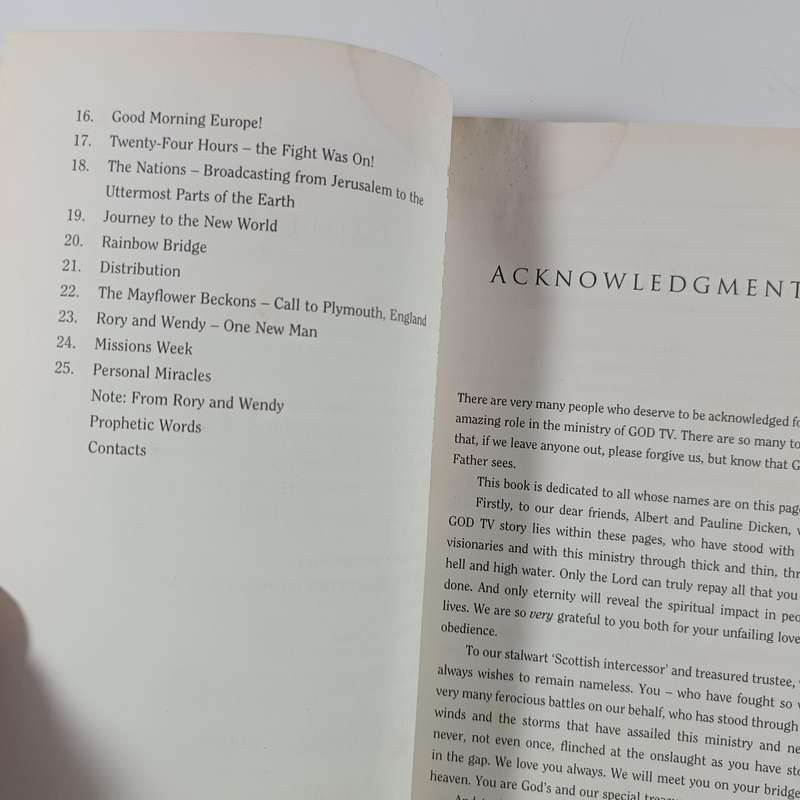 16. Good Morning Europe!
17. Twenty-Four Hours – the Fight Was On!
18. The Nations – Broadcasting from Jerusalem to the
Uttermost Parts of the Earth
19. Journey to the New World
20. Rainbow Bridge
21. Distribution
22. The Mayflower Beckons – Call to Plymouth, England
23. Rory and Wendy – One New Man
24. Missions Week
25. Personal Miracles
Note: From Rory and Wendy
Prophetic Words
Contacts
ACKNOWLEDGMENT
There are very many people who deserve to be acknowledged
amazing role in the ministry of GOD TV. There are so many to
that, if we leave anyone out, please forgive us, but know that
Father sees.
This book is dedicated to all whose names are on this
Firstly, to our dear friends, Albert and Pauline Dicken,
GOD TV story lies within these pages, who have stood with
visionaries and with this ministry through thick and thin,
hell and high water. Only the Lord can truly repay all that you
done. And only eternity will reveal the spiritual impact in
lives. We are so very grateful to you both for your unfailing love
obedience.
To our stalwart ‘Scottish intercessor’ and treasured trustee,
always wishes to remain nameless. You – who have fought so
very many ferocious battles on our behalf, who has stood through
winds and the storms that have assailed this ministry and
never, not even once, flinched at the onslaught as you have
in the gap. We love you always. We will meet you on your bridge
heaven. You are God's and our special